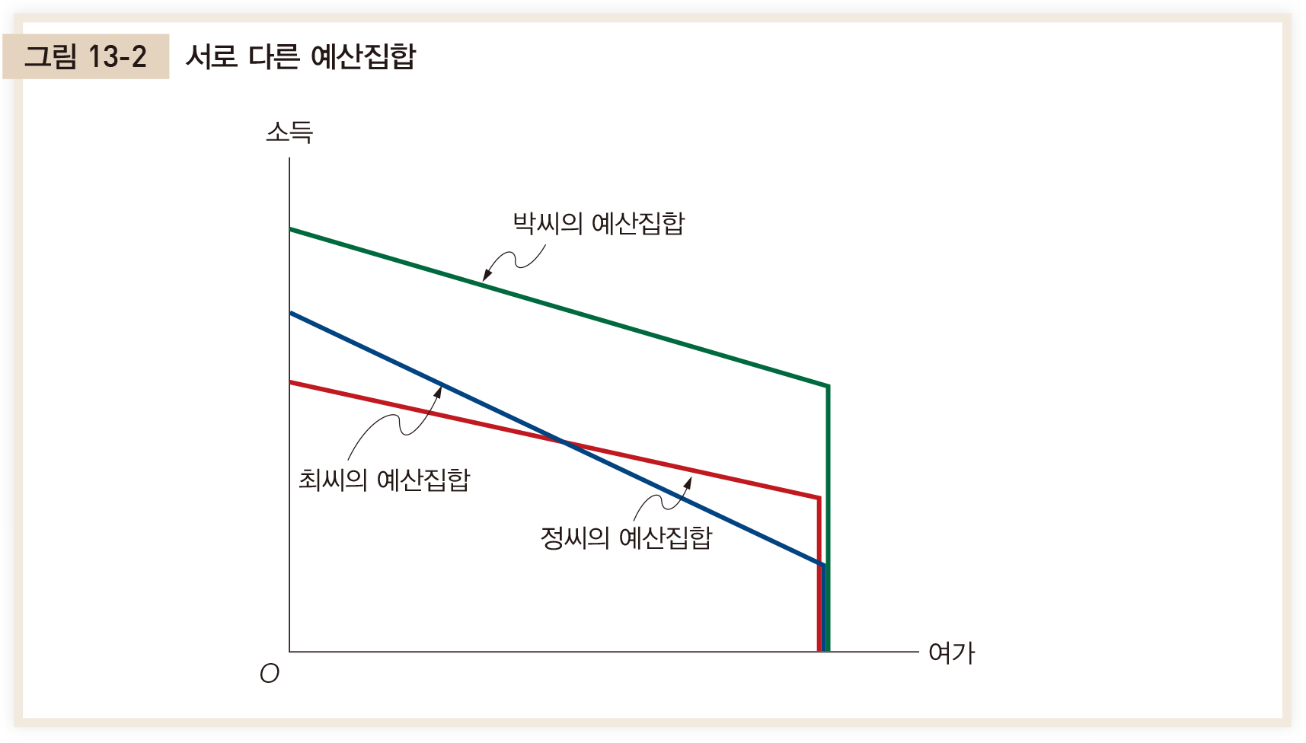 그림 13-2 서로 다른 예산집합
소득
박씨의 예산집합
최씨의 예산집합
정씨의 예산집합
여가
O